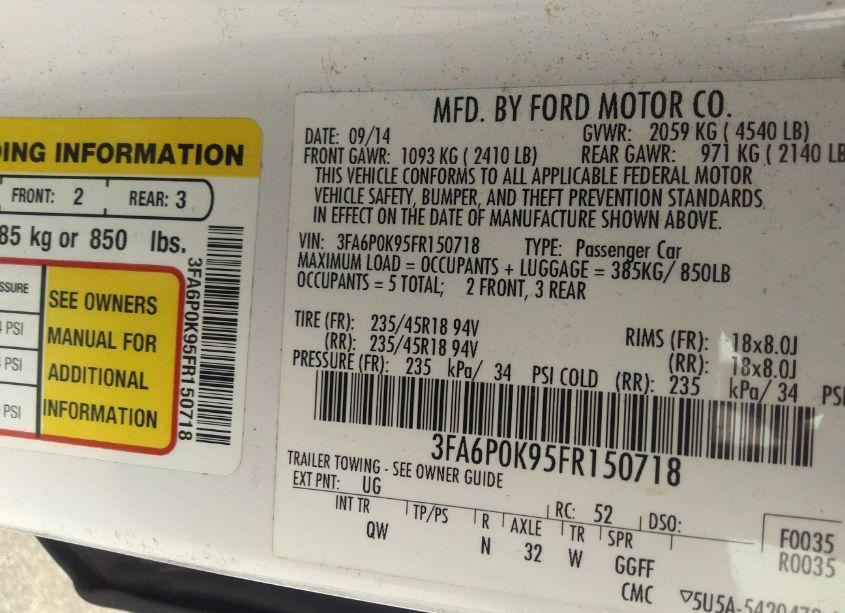 DING INFORMATION
FRONT: 2 REAR: 3
85 kg or 850 lbs.
SSURE
4 PSI
4 PSI
0 PSI
SEE OWNERS
MANUAL FOR
ADDITIONAL
INFORMATION
3FA6P0K95FR150718
MFD. BY FORD MOTOR CO.
DATE: 09/14 GVWR: 2059 KG ( 4540 LB)
FRONT GAWR: 1093 KG ( 2410 LB) REAR GAWR: 971 KG ( 2140 LB
THIS VEHICLE CONFORMS TO ALL APPLICABLE FEDERAL MOTOR
VEHICLE SAFETY, BUMPER, AND THEFT PREVENTION STANDARDS
IN EFFECT ON THE DATE OF MANUFACTURE SHOWN ABOVE.
VIN: 3FA6P0K95FR150718 TYPE: Passenger Car
MAXIMUM LOAD = OCCUPANTS + LUGGAGE = 385KG/ 850LB
OCCUPANTS = 5 TOTAL; 2 FRONT, 3 REAR
TIRE (FR): 235/45R18 94V RIMS (FR): 18x8.0J
(RR): 235/45R18 94V (RR): 18x8.0J
PRESSURE (FR): 235 kPa/ 34 PSI COLD (RR): 235 kPa/ 34 PSI
3FA6P0K95FR150718
TRAILER TOWING - SEE OWNER GUIDE
EXT PNT: UG RC: 52 DSO:
INT TR TP/PS R AXLE TR SPR
QW N 32 W GGFF
CMC
F0035
R0035
▽5U5A-5420472-